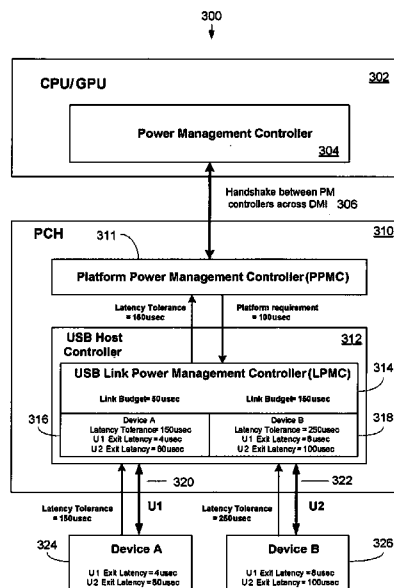 300
CPU/GPU
302
Power Management Controller
304
Handshake between PM
controllers across DMI 306
PCH
310
311
Platform Power Management Controller(PPMC)
Latency Tolerance
= 150usec
Platform requirement
= 100usec
USB Host
Controller
312
USB Link Power Management Controller(LPMC)
314
Link Budget= 50usec
Link Budget= 150usec
316
Device A
Latency Tolerance= 150usec
U1 Exit Latency = 4usec
U2 Exit Latency = 60usec
Device B
Latency Tolerance= 250usec
U1 Exit Latency = 8usec
U2 Exit Latency = 100usec
318
320
322
Latency Tolerance
=150usec
U1
Latency Tolerance
=250usec
U2
324
Device A
U1 Exit Latency = 4usec
U2 Exit Latency = 60usec
326
Device B
U1 Exit Latency = 8usec
U2 Exit Latency = 100usec